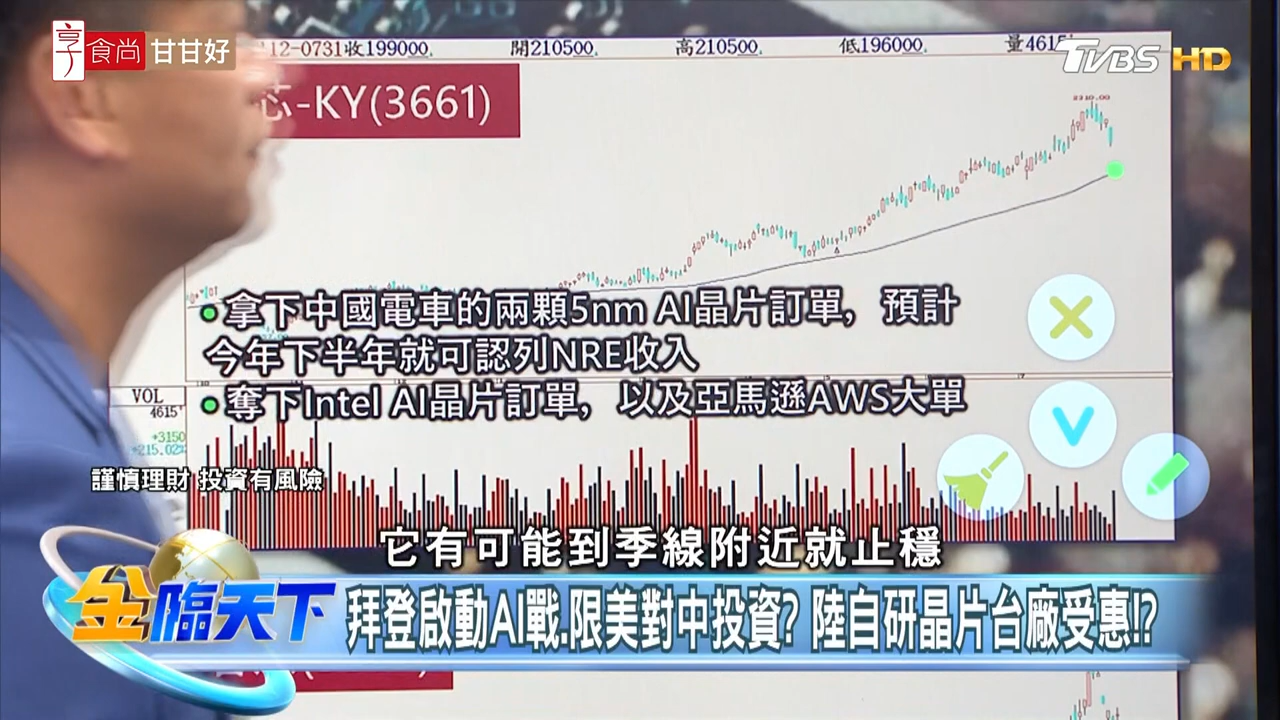 享
食尚 甘甘好
112-0731收199000. 開210500. 高210500. 低196000. 量4615
TVBS HD
芯-KY(3661)
2310.00
•拿下中國電車的兩顆5nm AI晶片訂單，預計
今年下半年就可認列NRE收入
•奪下Intel AI晶片訂單，以及亞馬遜AWS大單
VOL
4615
+3150
+215.02%
謹慎理財 投資有風險
它有可能到季線附近就止穩
金臨天下
拜登啟動AI戰.限美對中投資? 陸自研晶片台廠受惠!?